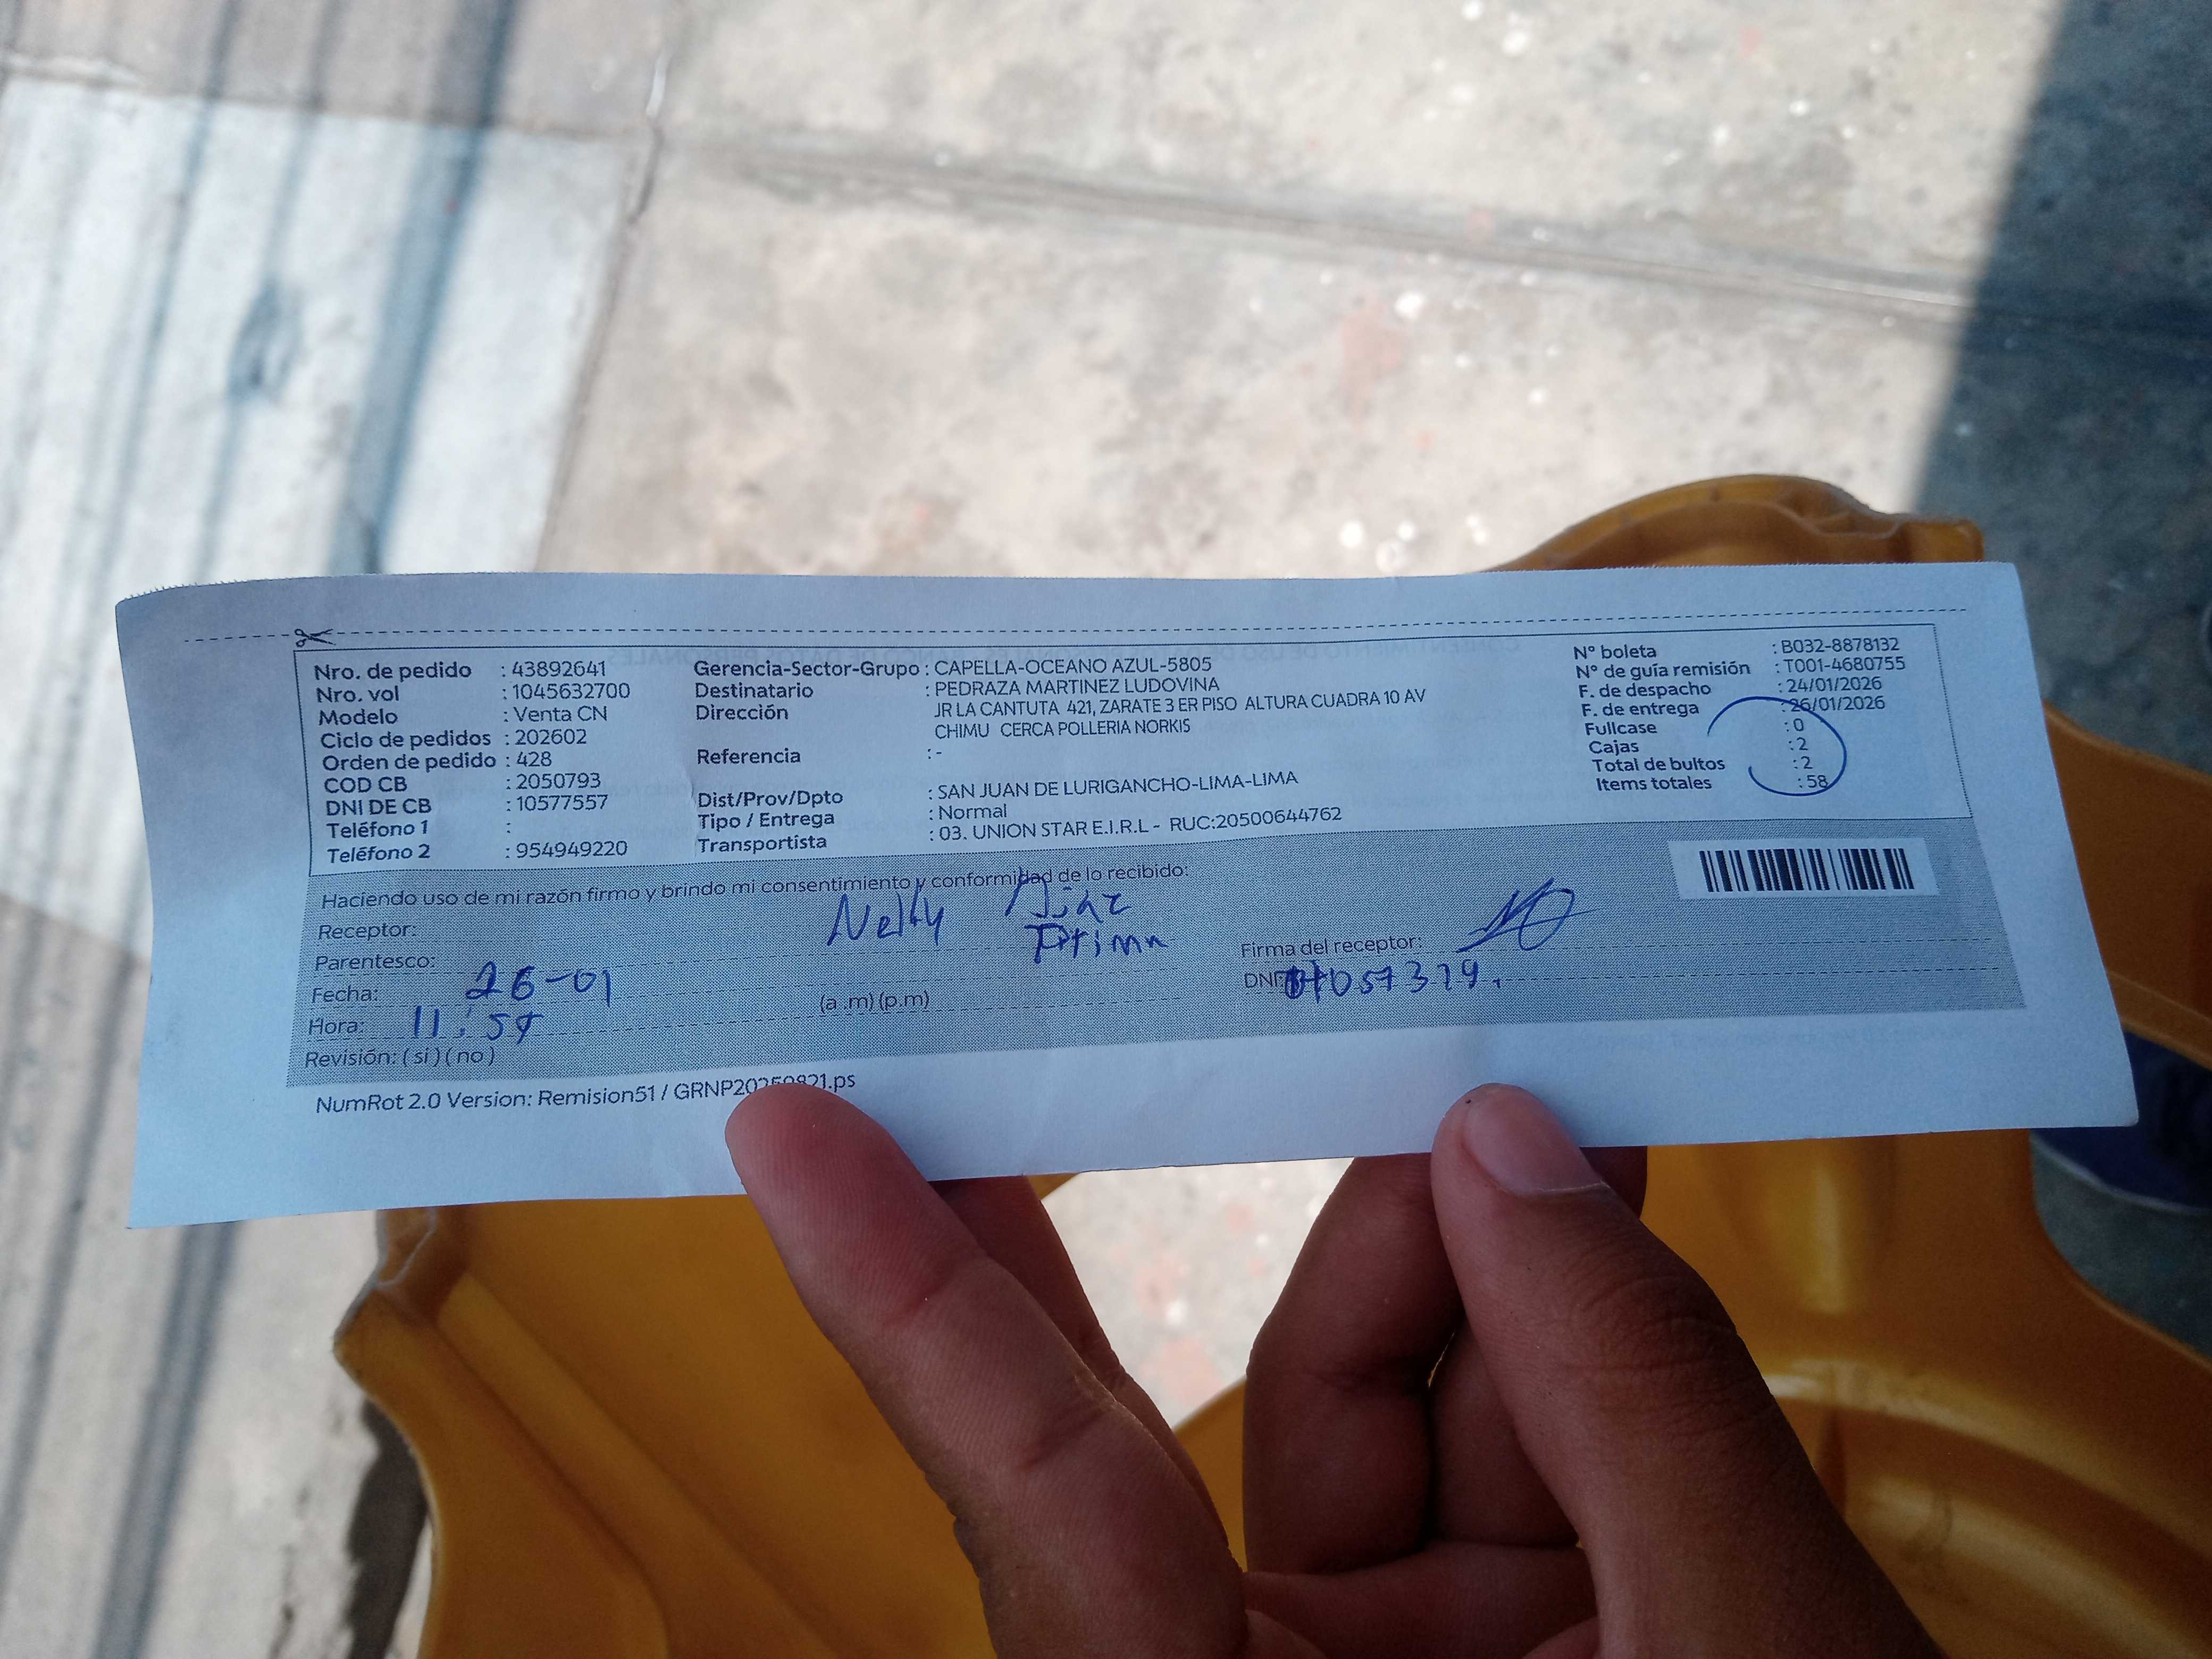 Nro. de pedido : 43892641
Nro. vol : 1045632700
Modelo : Venta CN
Ciclo de pedidos : 202602
Orden de pedido : 428
COD CB : 2050793
DNI DE CB : 10577557
Teléfono 1 :
Teléfono 2 : 954949220
Gerencia-Sector-Grupo : CAPELLA-OCEANO AZUL-5805
Destinatario : PEDRAZA MARTINEZ LUDOVINA
Dirección JR LA CANTUTA 421, ZARATE 3 ER PISO ALTURA CUADRA 10 AV
CHIMU CERCA POLLERIA NORKIS
Referencia : -
Dist/Prov/Dpto : SAN JUAN DE LURIGANCHO-LIMA-LIMA
Tipo / Entrega : Normal
Transportista : 03. UNION STAR E.I.R.L - RUC:20500644762
N° boleta : B032-8878132
N° de guía remisión : T001-4680755
F. de despacho : 24/01/2026
F. de entrega : 26/01/2026
Fullcase : 0
Cajas : 2
Total de bultos : 2
Items totales : 58
Haciendo uso de mi razón firmo y brindo mi consentimiento y conformidad de lo recibido:
Receptor: Nelly
Parentesco:
Fecha: 26-01
Hora: 11:59 (a .m) (p.m)
Revisión: ( si ) ( no )
Firma del receptor:
DNI
NumRot 2.0 Version: Remision51 / GRNP20250821.ps